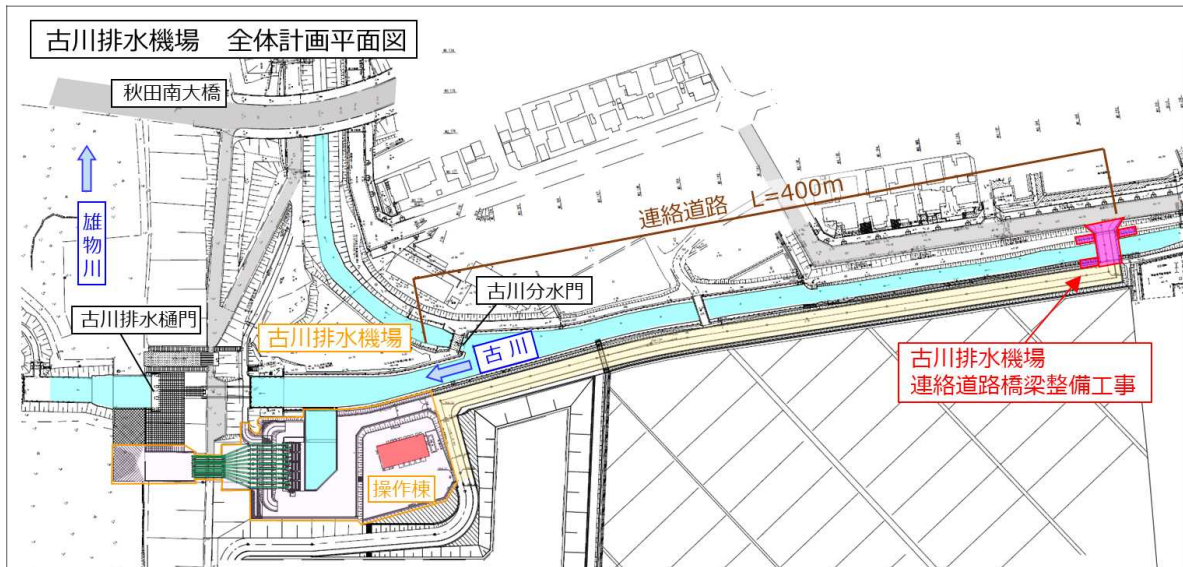 古川排水機場　全体計画平面図
秋田南大橋
雄物川
連絡道路　L=400m
古川分水門
古川排水樋門
古川排水機場
古川
古川排水機場
連絡道路橋梁整備工事
操作棟